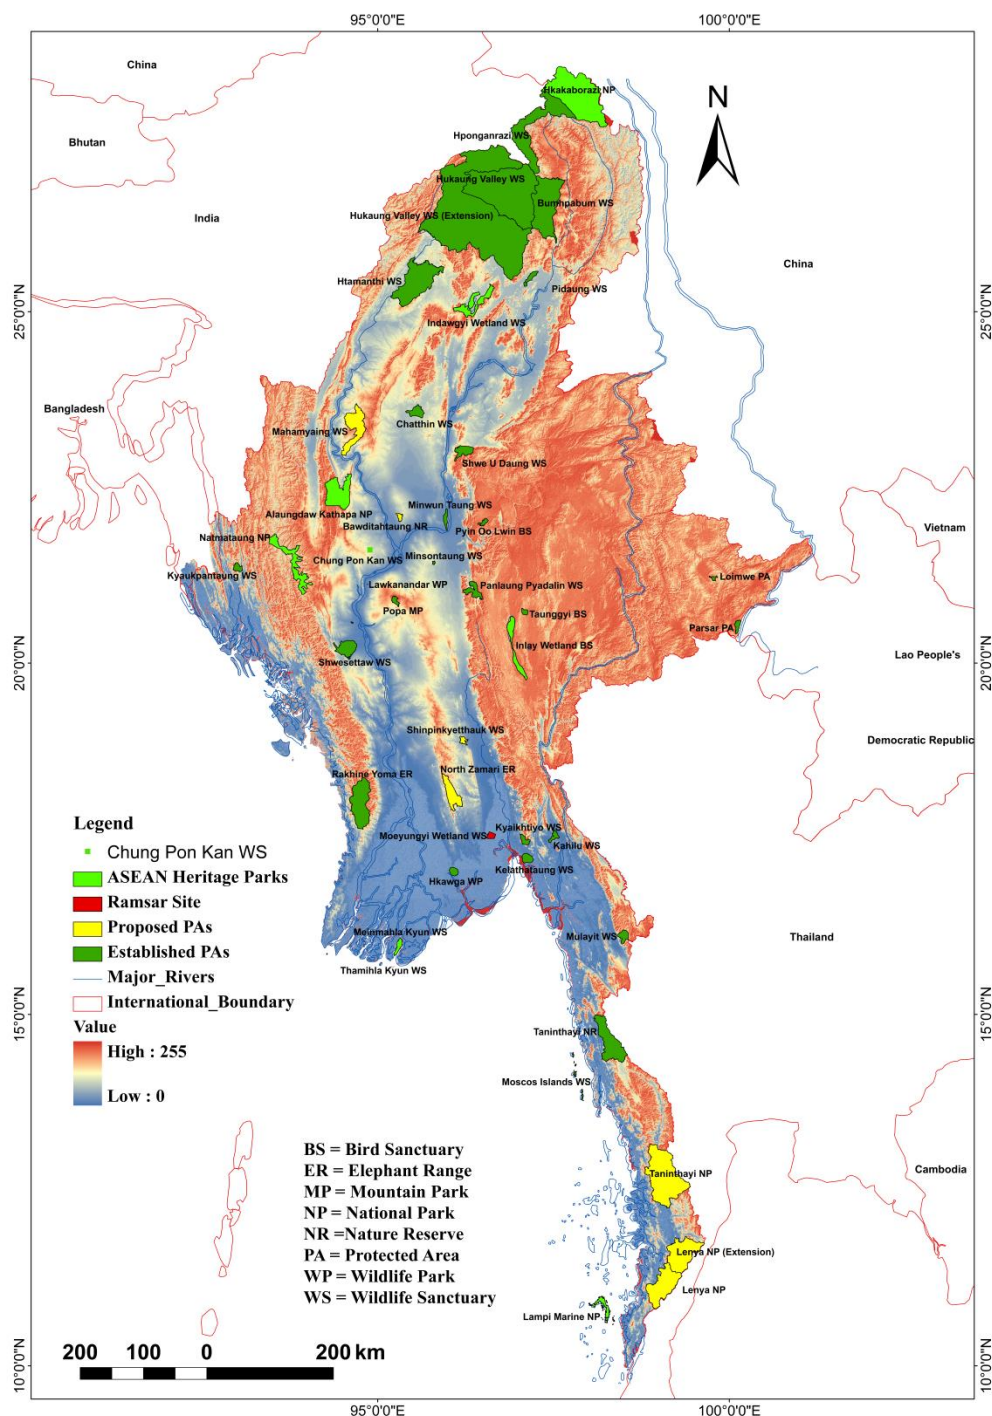 95°0'0"E
100°0'0"E
China
Hkakaborazi NP
N
Hponganrazi WS
Bhutan
Hukaung Valley WS
Bumhpabum WS
Hukaung Valley WS (Extension)
India
China
Htamanthi WS
Pidaung WS
25°0'0"N
25°0'0"N
Indawgyi Wetland WS
Bangladesh
Chatthin WS
Mahamyaing WS
Shwe U Daung WS
Minwun Taung WS
Alaungdaw Kathapa NP
Bawditahtaung NR
Pyin Oo Lwin BS
Vietnam
Natmataung NP
Chung Pon Kan WS
Minsontaung WS
Kyaukpantaung WS
Loimwe PA
Lawkanandar WP
Panlaung Pyadalin WS
Popa MP
Taunggyi BS
Parsar PA
Inlay Wetland BS
Shwesettaw WS
Lao People's
20°0'0"N
20°0'0"N
Shinpinkyetthauk WS
Democratic Republic
North Zamari ER
Rakhine Yoma ER
Kyaikhtiyo WS
Moeyungyi Wetland WS
Kahilu WS
Kelathataung WS
Hkawga WP
Meinmahla Kyun WS
Mulayit WS
Thailand
Thamihla Kyun WS
15°0'0"N
15°0'0"N
Taninthayi NR
Moscos Islands WS
Taninthayi NP
Cambodia
Lenya NP (Extension)
Lenya NP
Lampi Marine NP
Legend
Chung Pon Kan WS
ASEAN Heritage Parks
Ramsar Site
Proposed PAs
Established PAs
Major_Rivers
International_Boundary
Value
High : 255
Low : 0
BS = Bird Sanctuary
ER = Elephant Range
MP = Mountain Park
NP = National Park
NR =Nature Reserve
PA = Protected Area
WP = Wildlife Park
WS = Wildlife Sanctuary
200 100 0 200 km
10°0'0"N
10°0'0"N
95°0'0"E
100°0'0"E